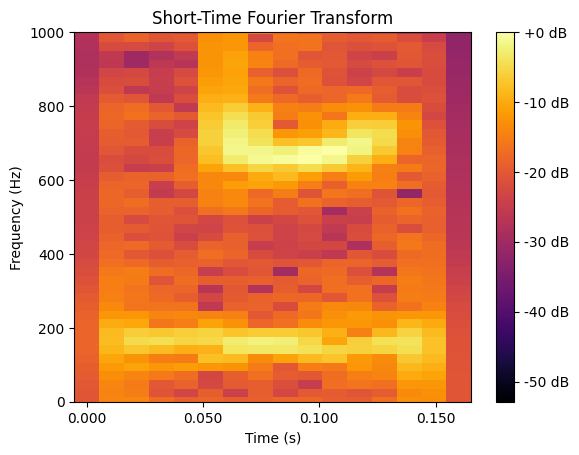 Short-Time Fourier Transform
Frequency (Hz)
1000
800
600
400
200
0
0.000
0.050
0.100
0.150
Time (s)
+0 dB
-10 dB
-20 dB
-30 dB
-40 dB
-50 dB